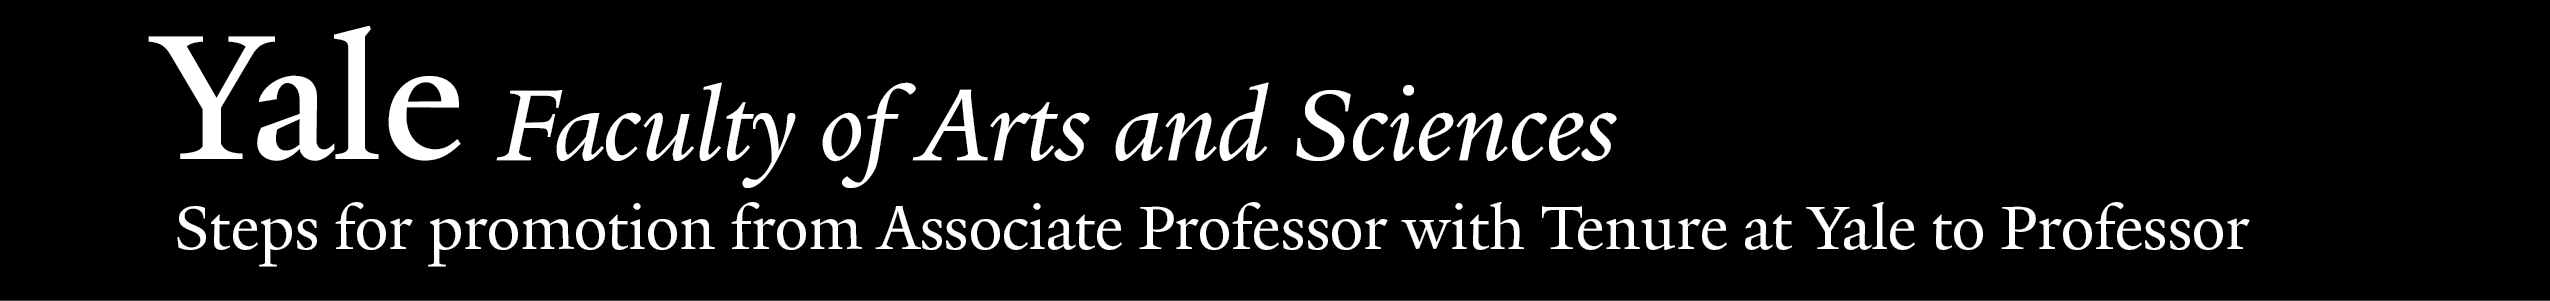 Yale Faculty of Arts and Sciences
Steps for promotion from Associate Professor with Tenure at Yale to Professor